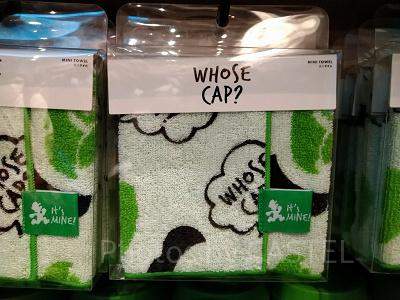 MINI TOWEL
WHOSE
CAP?
MINI TOWEL
WHOSE
CAP
IT'S
MINE!
WHOSE
CAP?
IT'S
MINE!